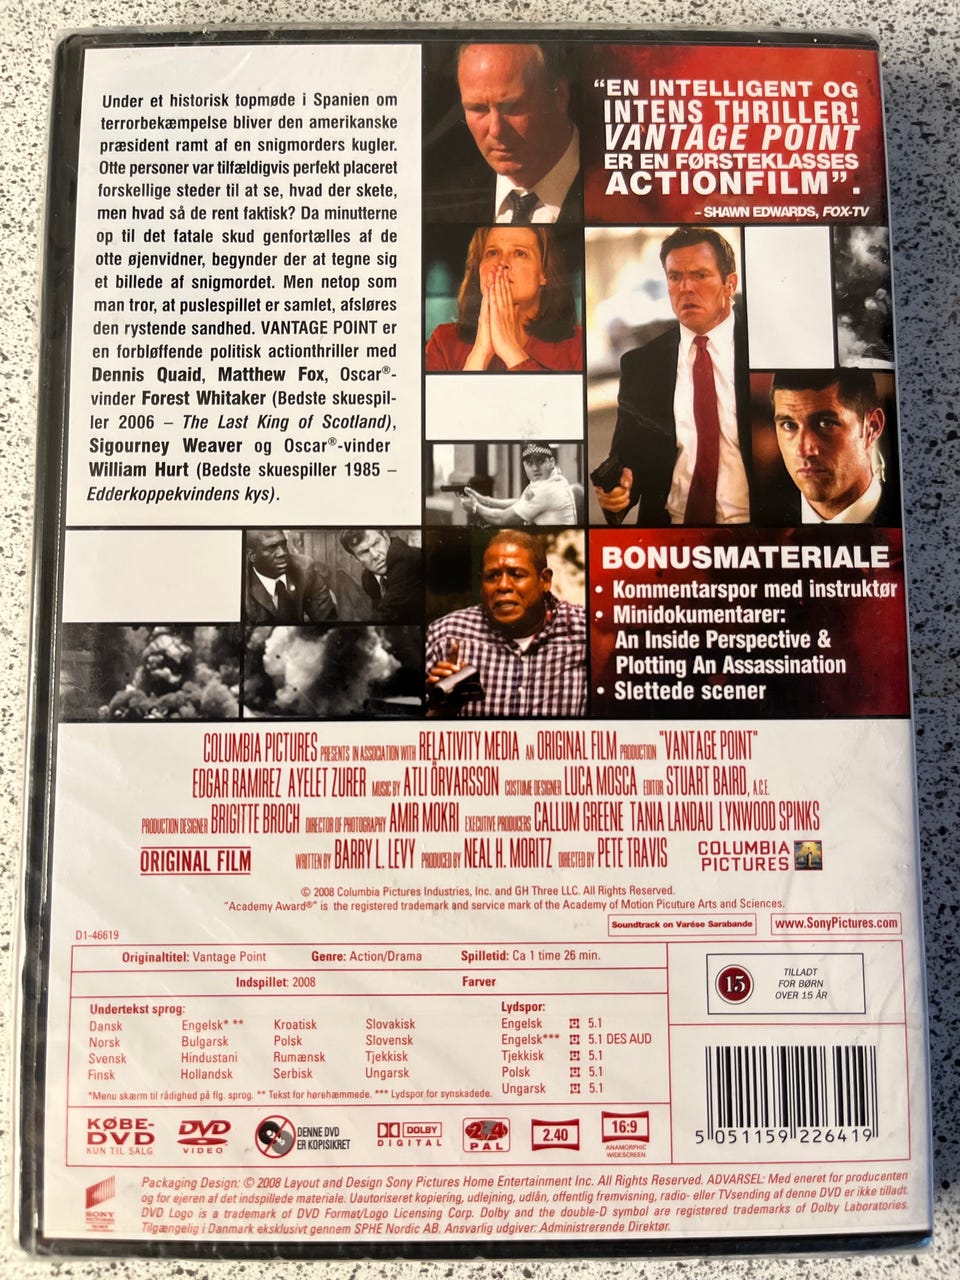 Under et historisk topmøde i Spanien om
terrorbekæmpelse bliver den amerikanske
præsident ramt af en snigmorders kugler.
Otte personer var tilfældigvis perfekt placeret
forskellige steder til at se, hvad der skete,
men hvad så de rent faktisk? Da minutterne
op til det fatale skud genfortælles af de
otte øjenvidner, begynder der at tegne sig
et billede af snigmordet. Men netop som
man tror, at puslespillet er samlet, afsløres
den rystende sandhed. VANTAGE POINT er
en forbløffende politisk actionthriller med
Dennis Quaid, Matthew Fox, Oscar®-
vinder Forest Whitaker (Bedste skuespil-
ler 2006 – The Last King of Scotland),
Sigourney Weaver og Oscar®-vinder
William Hurt (Bedste skuespiller 1985 –
Edderkoppekvindens kys).
“EN INTELLIGENT OG
INTENS THRILLER!
VANTAGE POINT
ER EN FØRSTEKLASSES
ACTIONFILM”.
– SHAWN EDWARDS, FOX-TV
BONUSMATERIALE
• Kommentarspor med instruktør
• Minidokumentarer:
An Inside Perspective &
Plotting An Assassination
• Slettede scener
COLUMBIA PICTURES PRESENTS IN ASSOCIATION WITH RELATIVITY MEDIA AN ORIGINAL FILM PRODUCTION "VANTAGE POINT"
EDGAR RAMIREZ AYELET ZURER MUSIC BY ATLI ÖRVARSSON COSTUME DESIGNER LUCA MOSCA EDITOR STUART BAIRD, A.C.E.
PRODUCTION DESIGNER BRIGITTE BROCH DIRECTOR OF PHOTOGRAPHY AMIR MOKRI EXECUTIVE PRODUCERS CALLUM GREENE TANIA LANDAU LYNWOOD SPINKS
ORIGINAL FILM WRITTEN BY BARRY L. LEVY PRODUCED BY NEAL H. MORITZ DIRECTED BY PETE TRAVIS
COLUMBIA
PICTURES
© 2008 Columbia Pictures Industries, Inc. and GH Three LLC. All Rights Reserved.
"Academy Award®" is the registered trademark and service mark of the Academy of Motion Picuture Arts and Sciences.
Soundtrack on Varése Sarabande
www.SonyPictures.com
D1-46619
Originaltitel: Vantage Point Genre: Action/Drama Spilletid: Ca 1 time 26 min.
Indspillet: 2008 Farver
Undertekst sprog:
Dansk Engelsk* ** Kroatisk Slovakisk
Norsk Bulgarsk Polsk Slovensk
Svensk Hindustani Rumænsk Tjekkisk
Finsk Hollandsk Serbisk Ungarsk
Lydspor:
Engelsk 5.1
Engelsk*** 5.1 DES AUD
Tjekkisk 5.1
Polsk 5.1
Ungarsk 5.1
*Menu skærm til rådighed på flg. sprog. ** Tekst for hørehæmmede. *** Lydspor for synskadede.
15
TILLADT
FOR BØRN
OVER 15 ÅR
KØBE-
DVD
KUN TIL SALG
DVD
VIDEO
DENNE DVD
ER KOPISIKRET
DOLBY
DIGITAL
2 4
PAL
2.40
16:9
ANAMORPHIC
WIDESCREEN
5 051159 226419
SONY
PICTURES
Packaging Design: © 2008 Layout and Design Sony Pictures Home Entertainment Inc. All Rights Reserved. ADVARSEL: Med eneret for producenten
og for ejeren af det indspillede materiale. Uautoriseret kopiering, udlejning, udlån, offentlig fremvisning, radio- eller TVsending af denne DVD er ikke tilladt.
DVD Logo is a trademark of DVD Format/Logo Licensing Corp. Dolby and the double-D symbol are registered trademarks of Dolby Laboratories.
Tilgængelig i Danmark eksklusivt gennem SPHE Nordic AB. Ansvarlig udgiver: Administrerende Direktør.